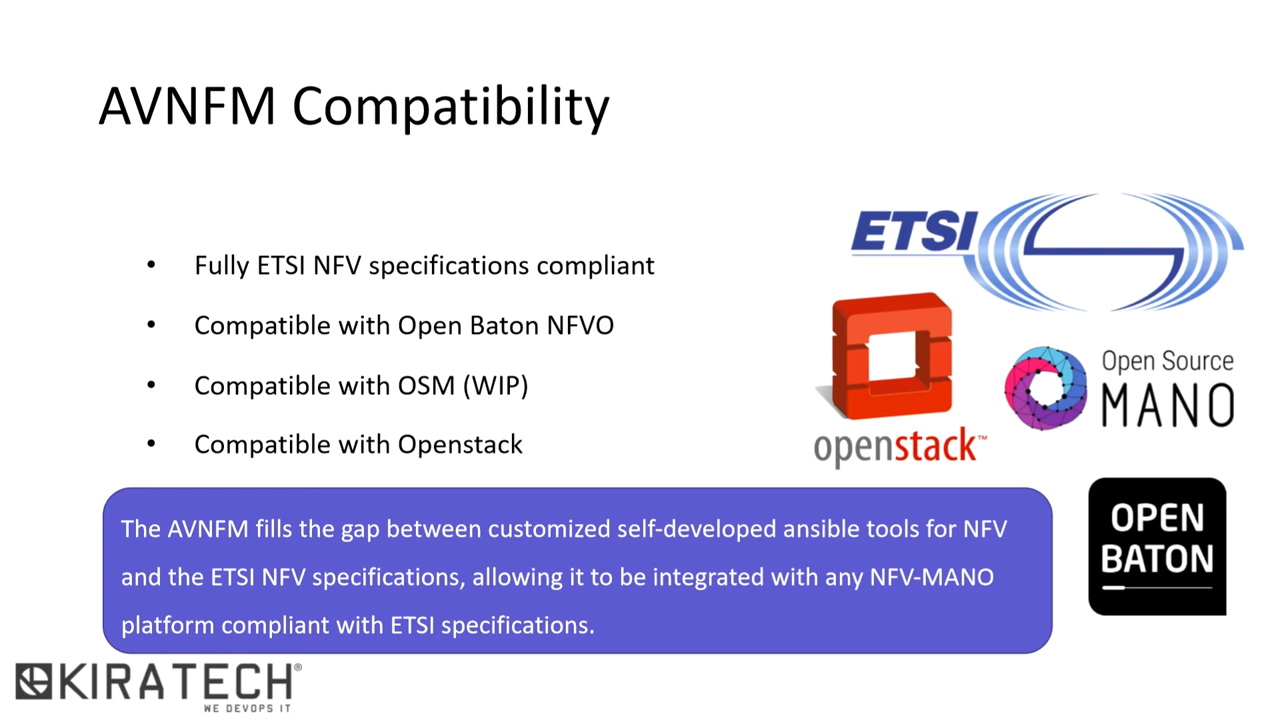 AVNFM Compatibility
• Fully ETSI NFV specifications compliant
• Compatible with Open Baton NFVO
• Compatible with OSM (WIP)
• Compatible with Openstack
ETSI
openstack™
Open Source
MANO
OPEN
BATON
The AVNFM fills the gap between customized self-developed ansible tools for NFV
and the ETSI NFV specifications, allowing it to be integrated with any NFV-MANO
platform compliant with ETSI specifications.
KIRATECH®
WE DEVOPS IT